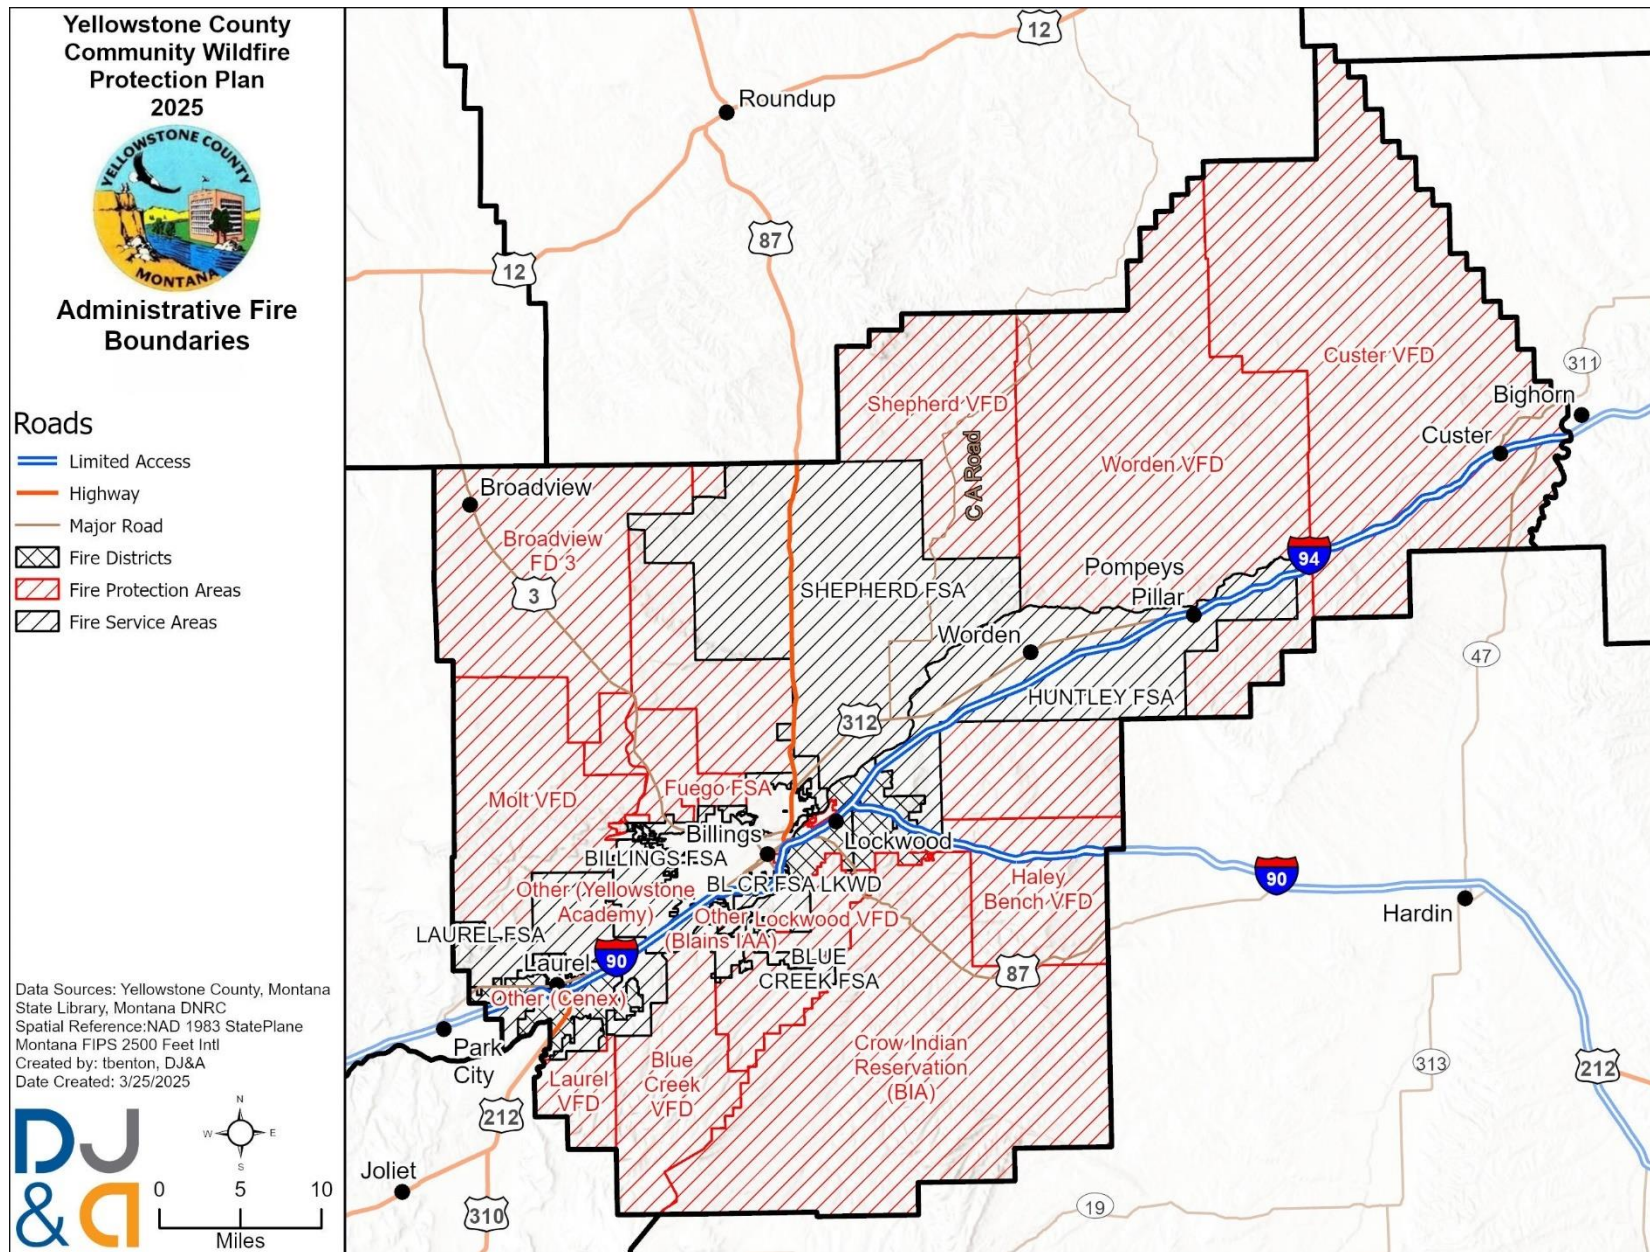 Yellowstone County
Community Wildfire
Protection Plan
2025
YELLOWSTONE COUNTY
MONTANA
Administrative Fire
Boundaries
Roads
Limited Access
Highway
Major Road
Fire Districts
Fire Protection Areas
Fire Service Areas
Data Sources: Yellowstone County, Montana
State Library, Montana DNRC
Spatial Reference:NAD 1983 StatePlane
Montana FIPS 2500 Feet Intl
Created by: tbenton, DJ&A
Date Created: 3/25/2025
DJ
&a
N
W
E
S
0 5 10
Miles
12
Roundup
87
12
Custer VFD
311
Shepherd VFD
Bighorn
Custer
C A Road
Worden VFD
Broadview
Broadview
FD 3
94
3
SHEPHERD FSA
Pompeys
Pillar
Worden
47
HUNTLEY FSA
312
Molt VFD
Fuego FSA
Billings
Lockwood
BILLINGS FSA
BL CR FSA LKWD
90
Haley
Bench VFD
Other (Yellowstone
Academy)
Hardin
Other
(Blains IAA)
Lockwood VFD
LAUREL FSA
Laurel
90
BLUE
CREEK FSA
87
Other (Cenex)
Park
City
Crow Indian
Reservation
(BIA)
Blue
Creek
VFD
Laurel
VFD
313
212
212
Joliet
310
19